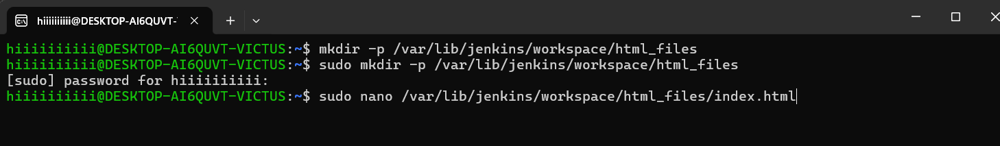 hiiiiiiiiii@DESKTOP-AI6QUVT-
hiiiiiiiiii@DESKTOP-AI6QUVT-VICTUS:~$ mkdir -p /var/lib/jenkins/workspace/html_files
hiiiiiiiiii@DESKTOP-AI6QUVT-VICTUS:~$ sudo mkdir -p /var/lib/jenkins/workspace/html_files
[sudo] password for hiiiiiiiiii:
hiiiiiiiiii@DESKTOP-AI6QUVT-VICTUS:~$ sudo nano /var/lib/jenkins/workspace/html_files/index.html